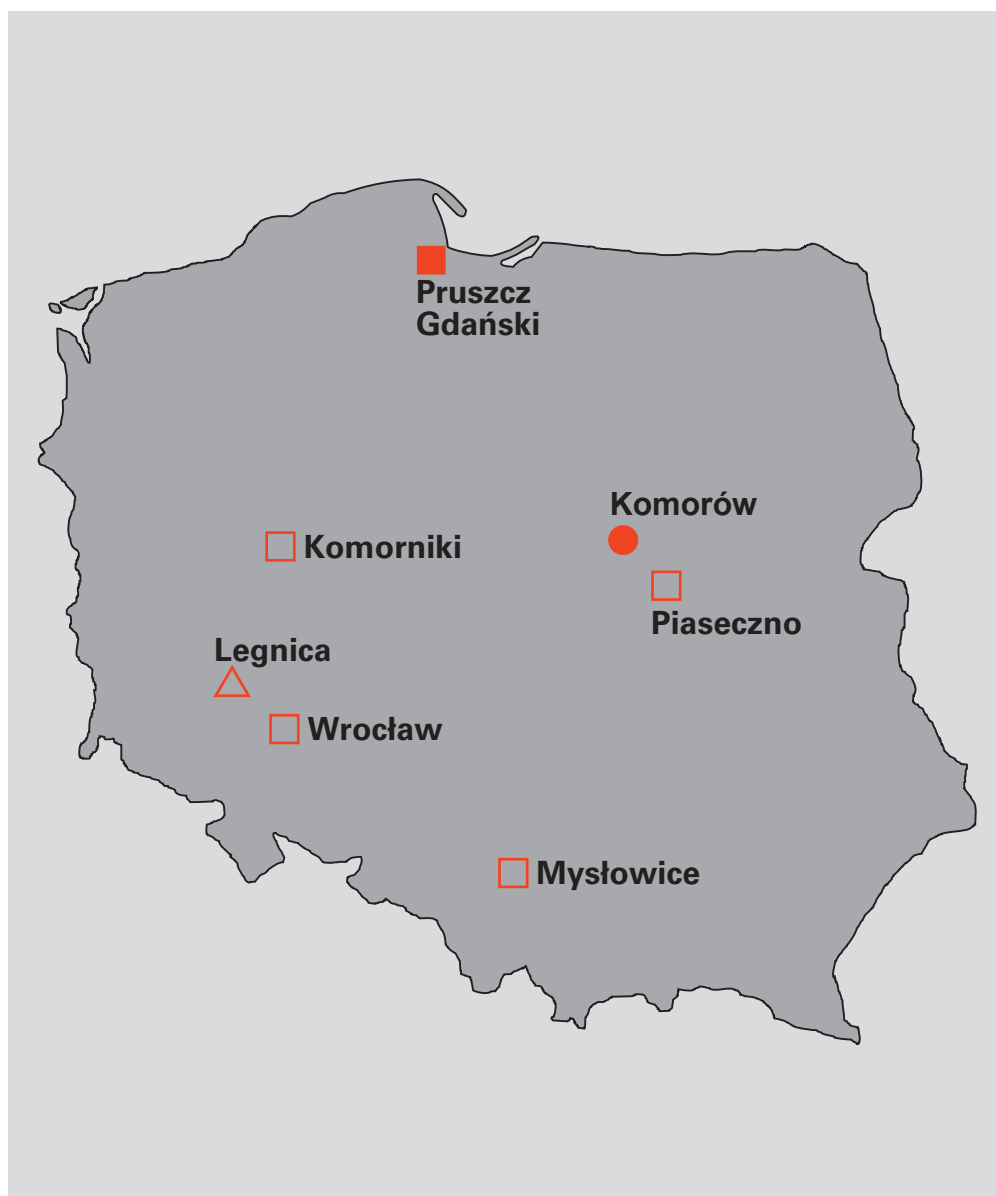 Pruszcz
Gdański
Komorów
Komorniki
Piaseczno
Legnica
Wrocław
Mysłowice